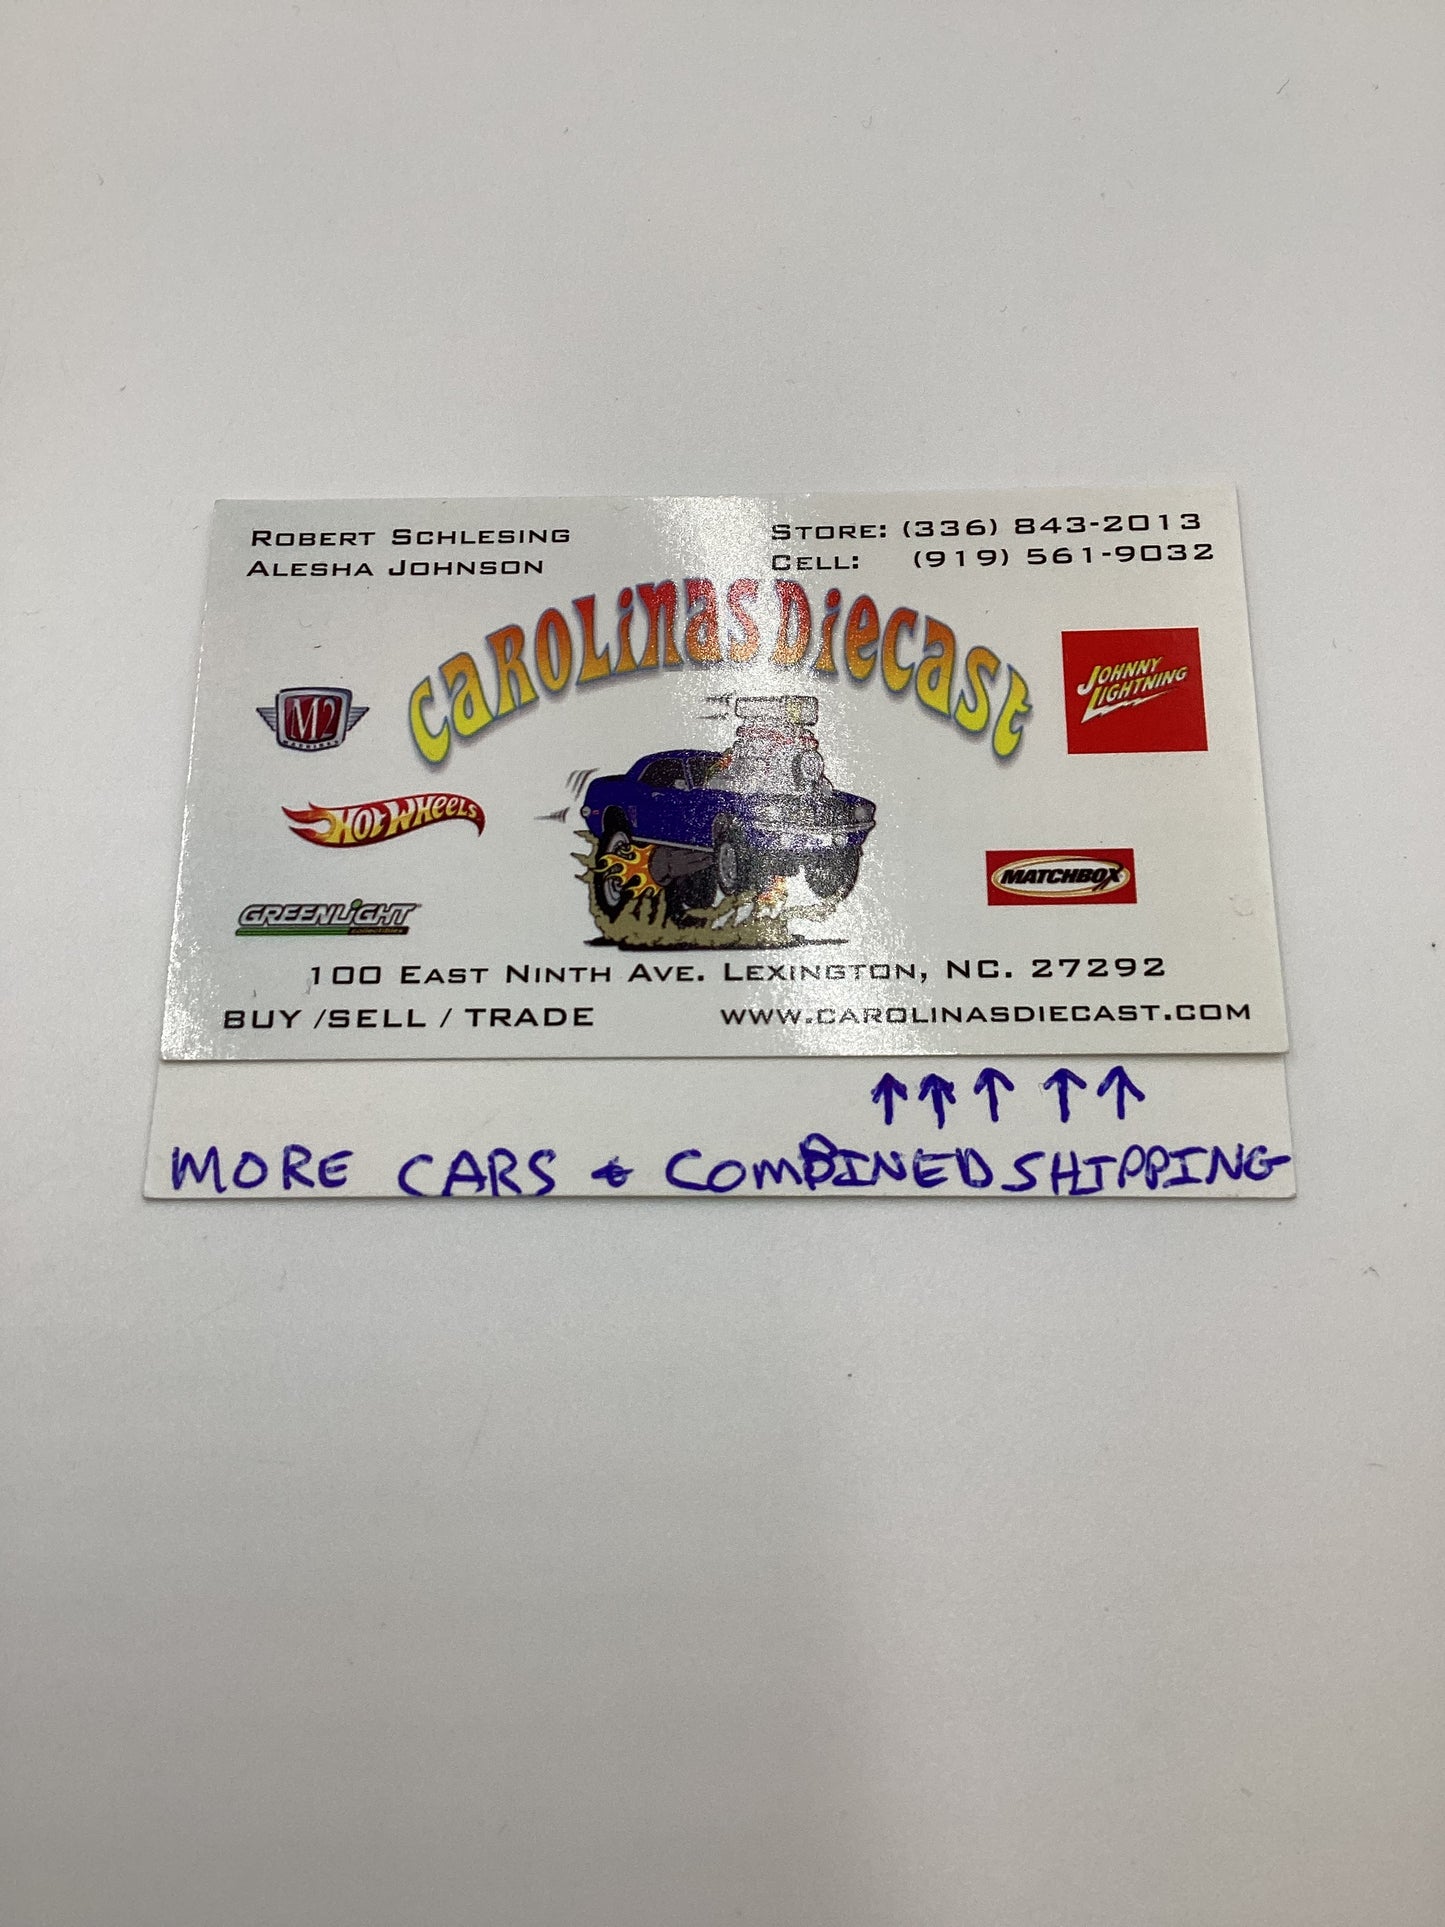 ROBERT SCHLESING
ALESHA JOHNSON
STORE: (336) 843-2013
CELL: (919) 561-9032
CAROLiNAS DiECAST
M2
MACHINES
JOHNNY
LIGHTNING
HOT WHEELS
MATCHBOX
GREENLiGHT
collectibles
100 EAST NINTH AVE. LEXINGTON, NC. 27292
BUY /SELL / TRADE
WWW.CAROLINASDIECAST.COM
↑ ↑ ↑ ↑ ↑
MORE CARS & COMBINED SHIPPING